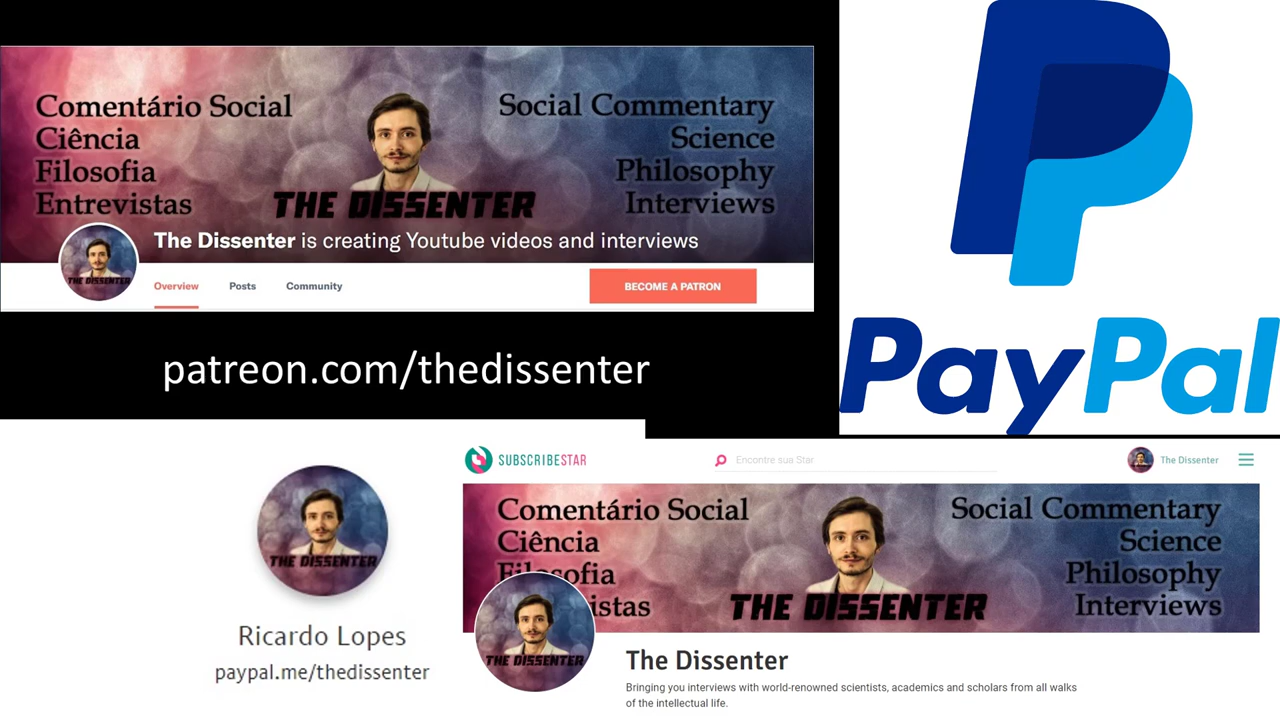 Comentário Social
Ciência
Filosofia
Entrevistas
Social Commentary
Science
Philosophy
Interviews
THE DISSENTER
THE DISSENTER
The Dissenter is creating Youtube videos and interviews
Overview
Posts
Community
BECOME A PATRON
patreon.com/thedissenter
PayPal
THE DISSENTER
Ricardo Lopes
paypal.me/thedissenter
SUBSCRIBESTAR
Encontre sua Star
The Dissenter
Comentário Social
Ciência
Filosofia
istas
Social Commentary
Science
Philosophy
Interviews
THE DISSENTER
THE DISSENTER
The Dissenter
Bringing you interviews with world-renowned scientists, academics and scholars from all walks
of the intellectual life.